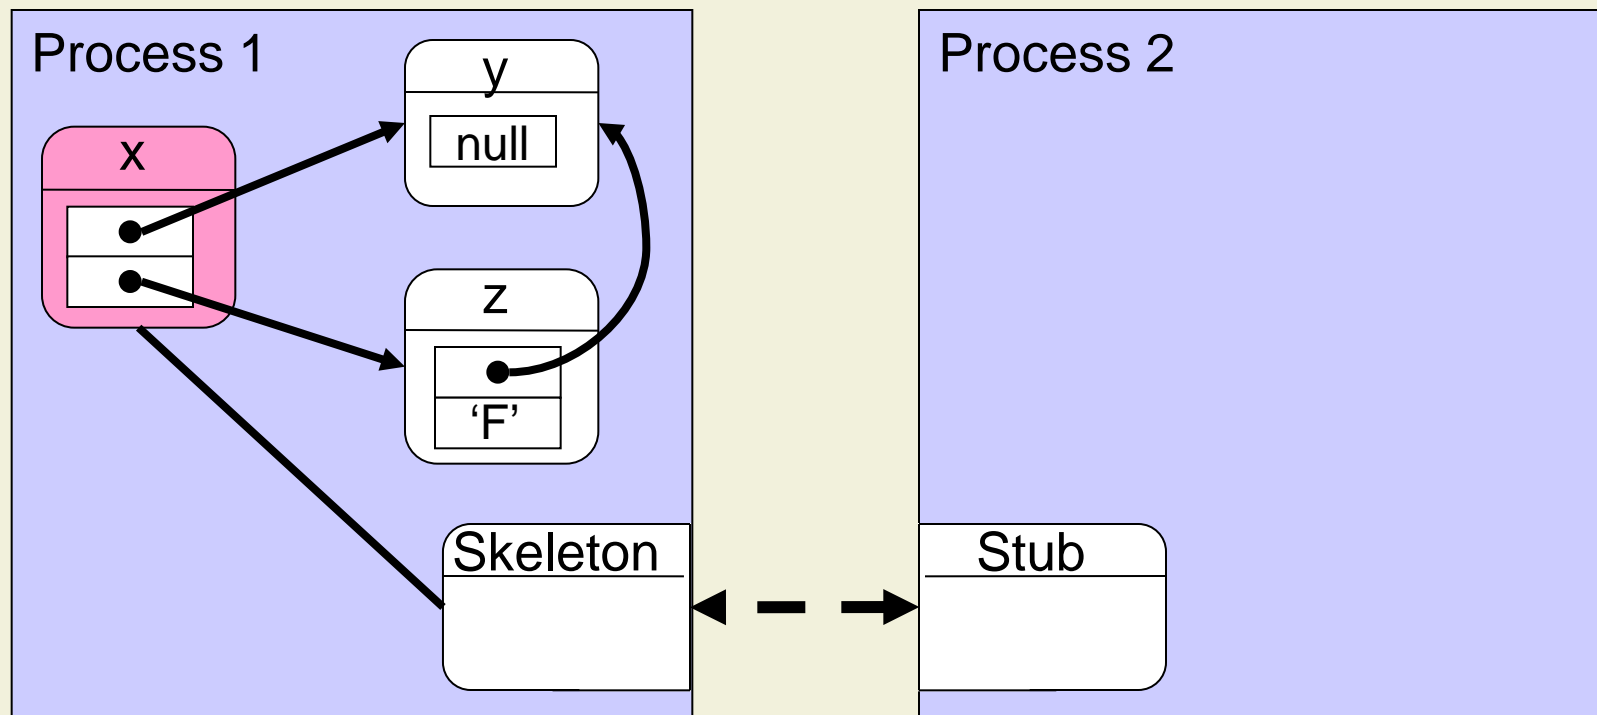 Process 1
y
null
x
z
‘F’
Skeleton
Process 2
Stub